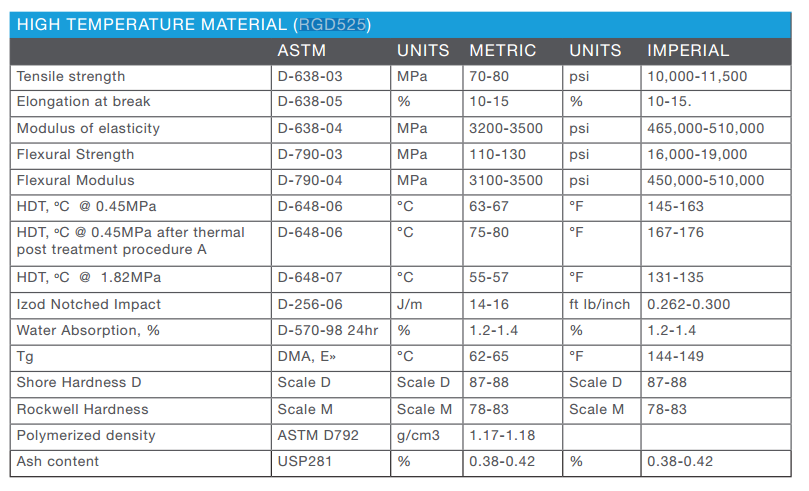 HIGH TEMPERATURE MATERIAL (RGD525)
ASTM UNITS METRIC UNITS IMPERIAL
Tensile strength D-638-03 MPa 70-80 psi 10,000-11,500
Elongation at break D-638-05 % 10-15 % 10-15.
Modulus of elasticity D-638-04 MPa 3200-3500 psi 465,000-510,000
Flexural Strength D-790-03 MPa 110-130 psi 16,000-19,000
Flexural Modulus D-790-04 MPa 3100-3500 psi 450,000-510,000
HDT, ºC @ 0.45MPa D-648-06 °C 63-67 °F 145-163
HDT, ºC @ 0.45MPa after thermal D-648-06 °C 75-80 °F 167-176
post treatment procedure A
HDT, ºC @ 1.82MPa D-648-07 °C 55-57 °F 131-135
Izod Notched Impact D-256-06 J/m 14-16 ft lb/inch 0.262-0.300
Water Absorption, % D-570-98 24hr % 1.2-1.4 % 1.2-1.4
Tg DMA, E» °C 62-65 °F 144-149
Shore Hardness D Scale D Scale D 87-88 Scale D 87-88
Rockwell Hardness Scale M Scale M 78-83 Scale M 78-83
Polymerized density ASTM D792 g/cm3 1.17-1.18
Ash content USP281 % 0.38-0.42 % 0.38-0.42